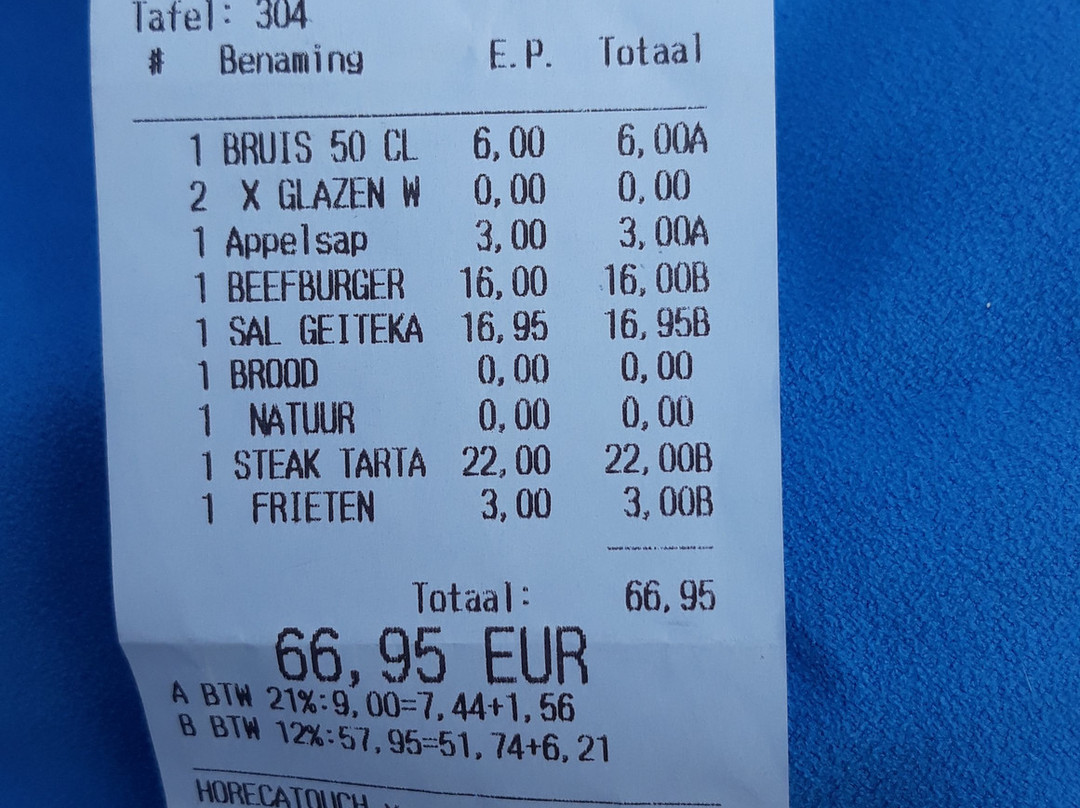 Tafel: 304
# Benaming E.P. Totaal
1 BRUIS 50 CL 6,00 6,00A
2 X GLAZEN W 0,00 0,00
1 Appelsap 3,00 3,00A
1 BEEFBURGER 16,00 16,00B
1 SAL GEITEKA 16,95 16,95B
1 BROOD 0,00 0,00
1 NATUUR 0,00 0,00
1 STEAK TARTA 22,00 22,00B
1 FRIETEN 3,00 3,00B
Totaal: 66,95
66,95 EUR
A BTW 21%:9,00=7,44+1,56
B BTW 12%:57,95=51,74+6,21
HORECATOUCH